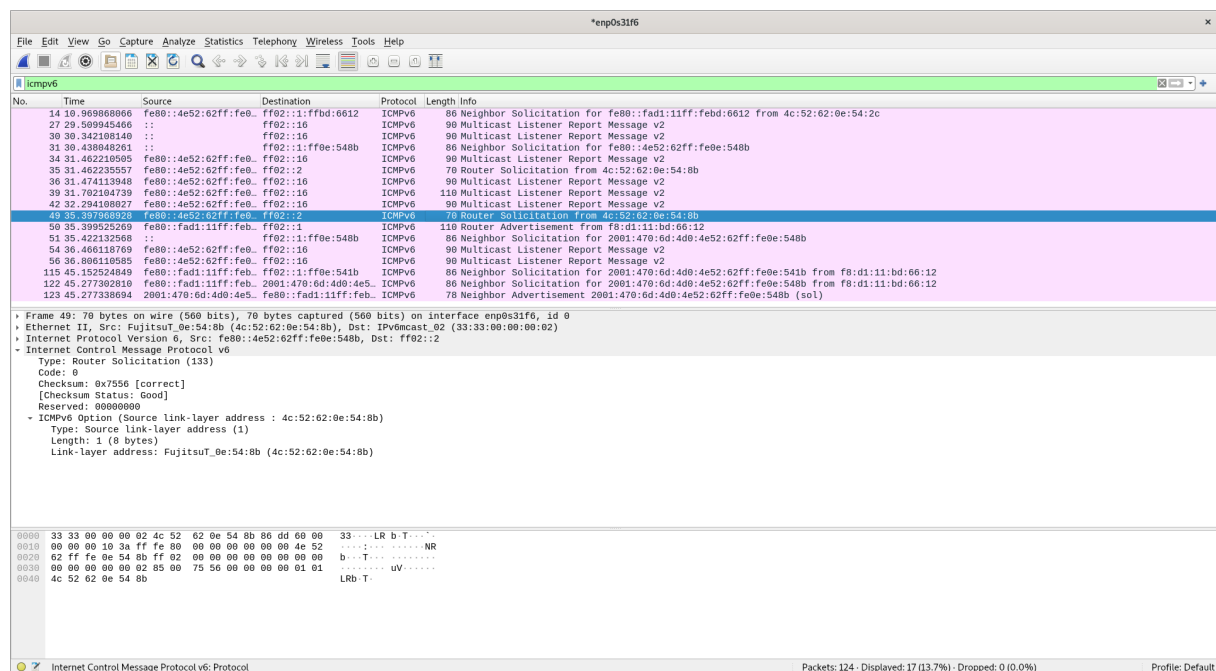 *enp0s31f6
File Edit View Go Capture Analyze Statistics Telephony Wireless Tools Help
icmpv6
No. Time Source Destination Protocol Length Info
14 10.969868066 fe80::4e52:62ff:fe0… ff02::1:ffbd:6612 ICMPv6 86 Neighbor Solicitation for fe80::fad1:11ff:febd:6612 from 4c:52:62:0e:54:2c
27 29.509945466 :: ff02::16 ICMPv6 90 Multicast Listener Report Message v2
30 30.342108140 :: ff02::16 ICMPv6 90 Multicast Listener Report Message v2
31 30.438048261 :: ff02::1:ff0e:548b ICMPv6 86 Neighbor Solicitation for fe80::4e52:62ff:fe0e:548b
34 31.462210505 fe80::4e52:62ff:fe0… ff02::16 ICMPv6 90 Multicast Listener Report Message v2
35 31.462235557 fe80::4e52:62ff:fe0… ff02::2 ICMPv6 70 Router Solicitation from 4c:52:62:0e:54:8b
36 31.474113948 fe80::4e52:62ff:fe0… ff02::16 ICMPv6 90 Multicast Listener Report Message v2
39 31.702104739 fe80::4e52:62ff:fe0… ff02::16 ICMPv6 110 Multicast Listener Report Message v2
42 32.294108027 fe80::4e52:62ff:fe0… ff02::16 ICMPv6 90 Multicast Listener Report Message v2
49 35.397968928 fe80::4e52:62ff:fe0… ff02::2 ICMPv6 70 Router Solicitation from 4c:52:62:0e:54:8b
50 35.399525269 fe80::fad1:11ff:feb… ff02::1 ICMPv6 110 Router Advertisement from f8:d1:11:bd:66:12
51 35.422132568 :: ff02::1:ff0e:548b ICMPv6 86 Neighbor Solicitation for 2001:470:6d:4d0:4e52:62ff:fe0e:548b
54 36.466118769 fe80::4e52:62ff:fe0… ff02::16 ICMPv6 90 Multicast Listener Report Message v2
56 36.806110585 fe80::4e52:62ff:fe0… ff02::16 ICMPv6 90 Multicast Listener Report Message v2
115 45.152524849 fe80::fad1:11ff:feb… ff02::1:ff0e:541b ICMPv6 86 Neighbor Solicitation for 2001:470:6d:4d0:4e52:62ff:fe0e:541b from f8:d1:11:bd:66:12
122 45.277302810 fe80::fad1:11ff:feb… 2001:470:6d:4d0:4e5… ICMPv6 86 Neighbor Solicitation for 2001:470:6d:4d0:4e52:62ff:fe0e:548b from f8:d1:11:bd:66:12
123 45.277338694 2001:470:6d:4d0:4e5… fe80::fad1:11ff:feb… ICMPv6 78 Neighbor Advertisement 2001:470:6d:4d0:4e52:62ff:fe0e:548b (sol)
Frame 49: 70 bytes on wire (560 bits), 70 bytes captured (560 bits) on interface enp0s31f6, id 0
Ethernet II, Src: FujitsuT_0e:54:8b (4c:52:62:0e:54:8b), Dst: IPv6mcast_02 (33:33:00:00:00:02)
Internet Protocol Version 6, Src: fe80::4e52:62ff:fe0e:548b, Dst: ff02::2
Internet Control Message Protocol v6
Type: Router Solicitation (133)
Code: 0
Checksum: 0x7556 [correct]
[Checksum Status: Good]
Reserved: 00000000
ICMPv6 Option (Source link-layer address : 4c:52:62:0e:54:8b)
Type: Source link-layer address (1)
Length: 1 (8 bytes)
Link-layer address: FujitsuT_0e:54:8b (4c:52:62:0e:54:8b)
0000 33 33 00 00 00 02 4c 52 62 0e 54 8b 86 dd 60 00 33····LR b·T···`·
0010 00 00 00 10 3a ff fe 80 00 00 00 00 00 00 4e 52 ····:··· ······NR
0020 62 ff fe 0e 54 8b ff 02 00 00 00 00 00 00 00 00 b···T··· ········
0030 00 00 00 00 00 02 85 00 75 56 00 00 00 00 01 01 ········ uV······
0040 4c 52 62 0e 54 8b LRb·T·
Internet Control Message Protocol v6: Protocol Packets: 124 · Displayed: 17 (13.7%) · Dropped: 0 (0.0%) Profile: Default